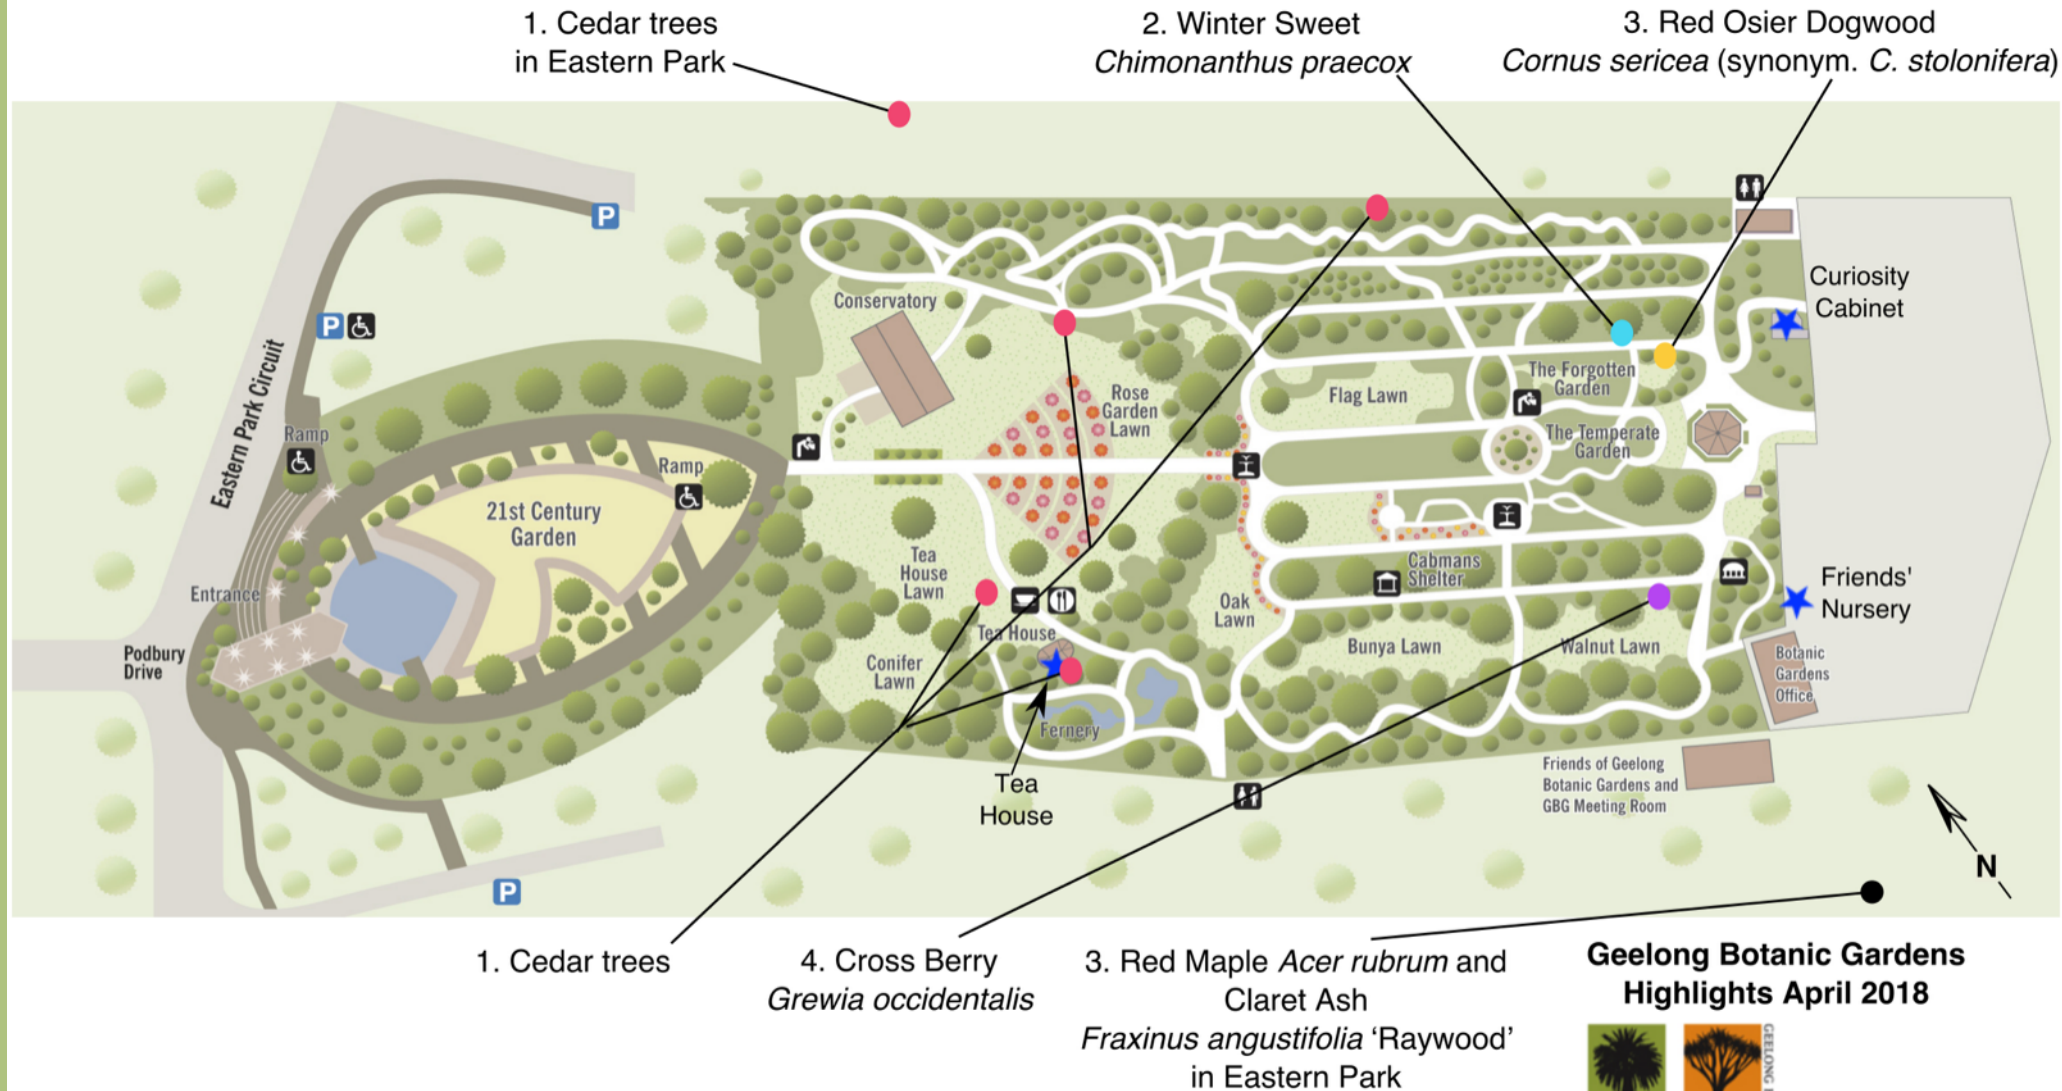 1. Cedar trees
in Eastern Park
2. Winter Sweet
Chimonanthus praecox
3. Red Osier Dogwood
Cornus sericea (synonym. C. stolonifera)
P
P
Eastern Park Circuit
Ramp
Entrance
Podbury
Drive
21st Century
Garden
Ramp
Conservatory
Rose
Garden
Lawn
Tea
House
Lawn
Conifer
Lawn
Tea House
Fernery
Tea
House
Oak
Lawn
Flag Lawn
The Forgotten
Garden
The Temperate
Garden
Cabmans
Shelter
Bunya Lawn
Walnut Lawn
Curiosity
Cabinet
Friends'
Nursery
Botanic
Gardens
Office
Friends of Geelong
Botanic Gardens and
GBG Meeting Room
P
N
1. Cedar trees
4. Cross Berry
Grewia occidentalis
3. Red Maple Acer rubrum and
Claret Ash
Fraxinus angustifolia ‘Raywood’
in Eastern Park
Geelong Botanic Gardens
Highlights April 2018
GEELONG